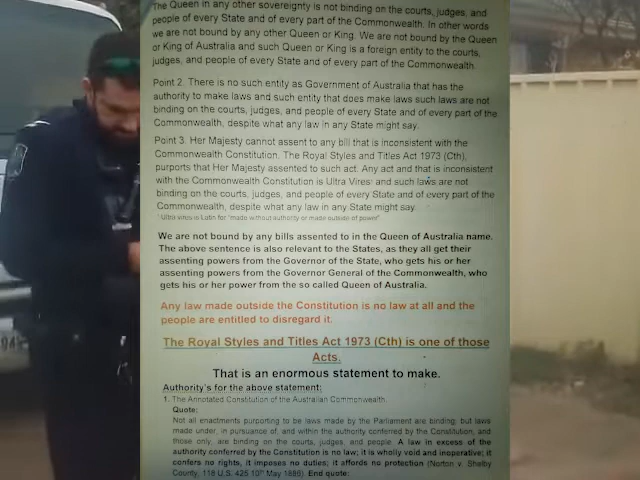 The Queen in any other sovereignty is not binding on the courts, judges, and
people of every State and of every part of the Commonwealth. In other words
we are not bound by any other Queen or King. We are not bound by the Queen
or King of Australia and such Queen or King is a foreign entity to the courts,
judges, and people of every State and of every part of the Commonwealth.
Point 2. There is no such entity as Government of Australia that has the
authority to make laws and such entity that does make laws such laws are not
binding on the courts, judges, and people of every State and of every part of the
Commonwealth, despite what any law in any State might say.
Point 3. Her Majesty cannot assent to any bill that is inconsistent with the
Commonwealth Constitution. The Royal Styles and Titles Act 1973 (Cth),
purports that Her Majesty assented to such act. Any act and that is inconsistent
with the Commonwealth Constitution is Ultra Vires¹ and such laws are not
binding on the courts, judges, and people of every State and of every part of the
Commonwealth, despite what any law in any State might say.
¹ Ultra vires is Latin for "made without authority or made outside of power"
We are not bound by any bills assented to in the Queen of Australia name.
The above sentence is also relevant to the States, as they all get their
assenting powers from the Governor of the State, who gets his or her
assenting powers from the Governor General of the Commonwealth, who
gets his or her power from the so called Queen of Australia.
Any law made outside the Constitution is no law at all and the
people are entitled to disregard it.
The Royal Styles and Titles Act 1973 (Cth) is one of those
Acts.
That is an enormous statement to make.
Authority's for the above statement:
1. The Annotated Constitution of the Australian Commonwealth.
Quote:
Not all enactments purporting to be laws made by the Parliament are binding; but laws
made under, in pursuance of, and within the authority conferred by the Constitution, and
those only, are binding on the courts, judges, and people. A law in excess of the
authority conferred by the Constitution is no law; it is wholly void and inoperative; it
confers no rights, it imposes no duties; it affords no protection (Norton v. Shelby
County, 118 U.S. 425 10th May 1886). End quote: